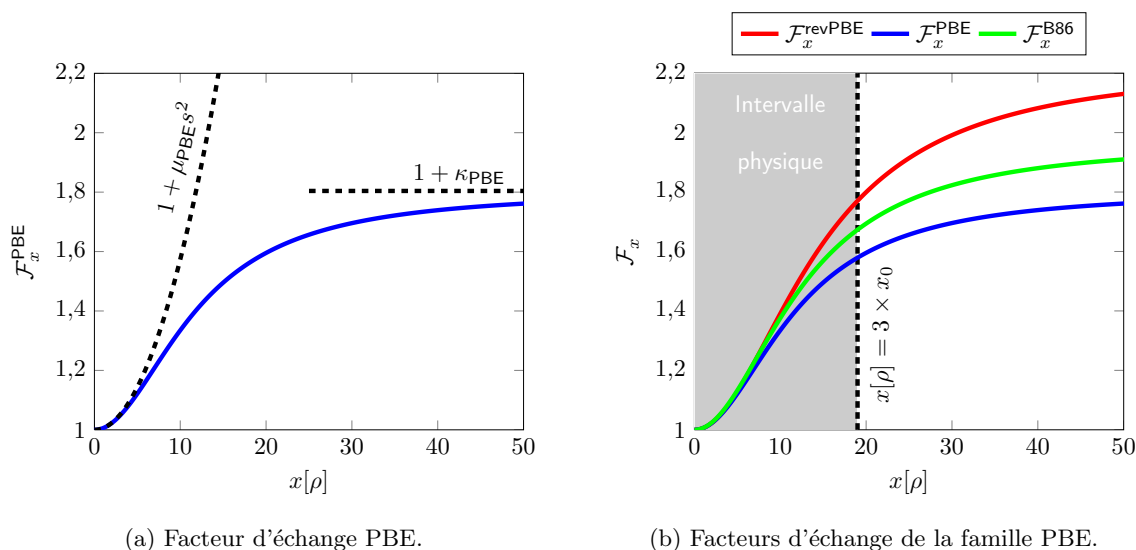 1 + μ_PBE s²
1 + κ_PBE
2,2
2
1,8
1,6
1,4
1,2
1
0 10 20 30 40 50
F_x^PBE
x[ρ]
(a) Facteur d'échange PBE.
F_x^revPBE F_x^PBE F_x^B86
Intervalle
physique
x[ρ] = 3 × x_0
2,2
2
1,8
1,6
1,4
1,2
1
0 10 20 30 40 50
F_x
x[ρ]
(b) Facteurs d'échange de la famille PBE.